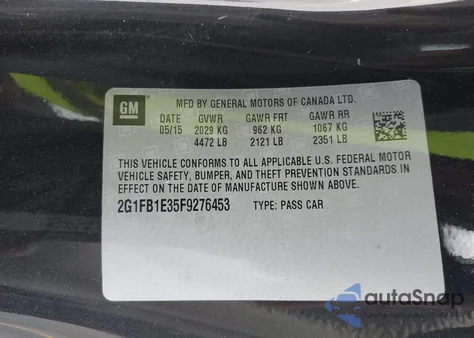 GM
MFD BY GENERAL MOTORS OF CANADA LTD.
DATE GVWR GAWR FRT GAWR RR
05/15 2029 KG 962 KG 1067 KG
4472 LB 2121 LB 2351 LB
THIS VEHICLE CONFORMS TO ALL APPLICABLE U.S. FEDERAL MOTOR
VEHICLE SAFETY, BUMPER, AND THEFT PREVENTION STANDARDS IN
EFFECT ON THE DATE OF MANUFACTURE SHOWN ABOVE.
2G1FB1E35F9276453 TYPE: PASS CAR
autoSnap